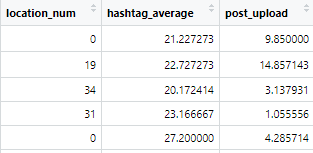 location_num hashtag_average post_upload
0 21.227273 9.850000
19 22.727273 14.857143
34 20.172414 3.137931
31 23.166667 1.055556
0 27.200000 4.285714